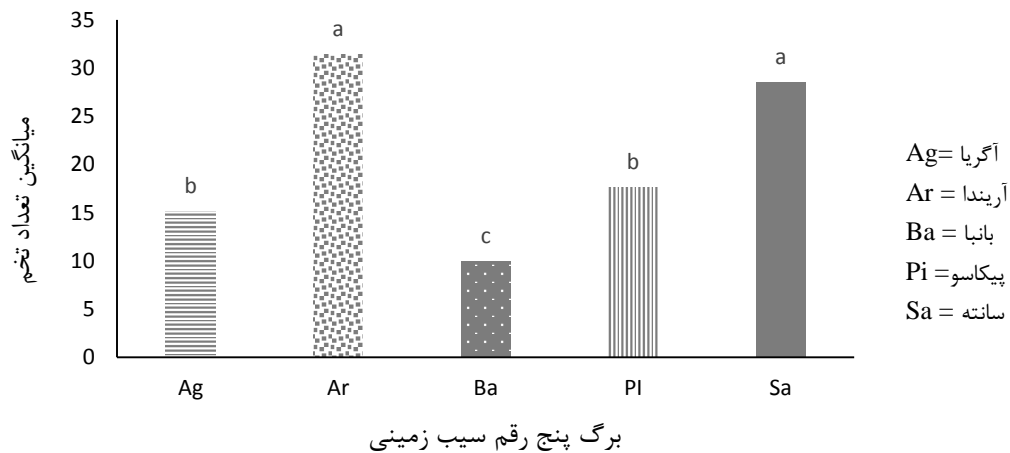 میانگین تعداد تخم
35
30
25
20
15
10
5
0
b
a
c
b
a
Ag
Ar
Ba
PI
Sa
برگ پنج رقم سیب زمینی
Ag= آگریا
Ar = آریندا
Ba = بانبا
Pi = پیکاسو
Sa = سانته